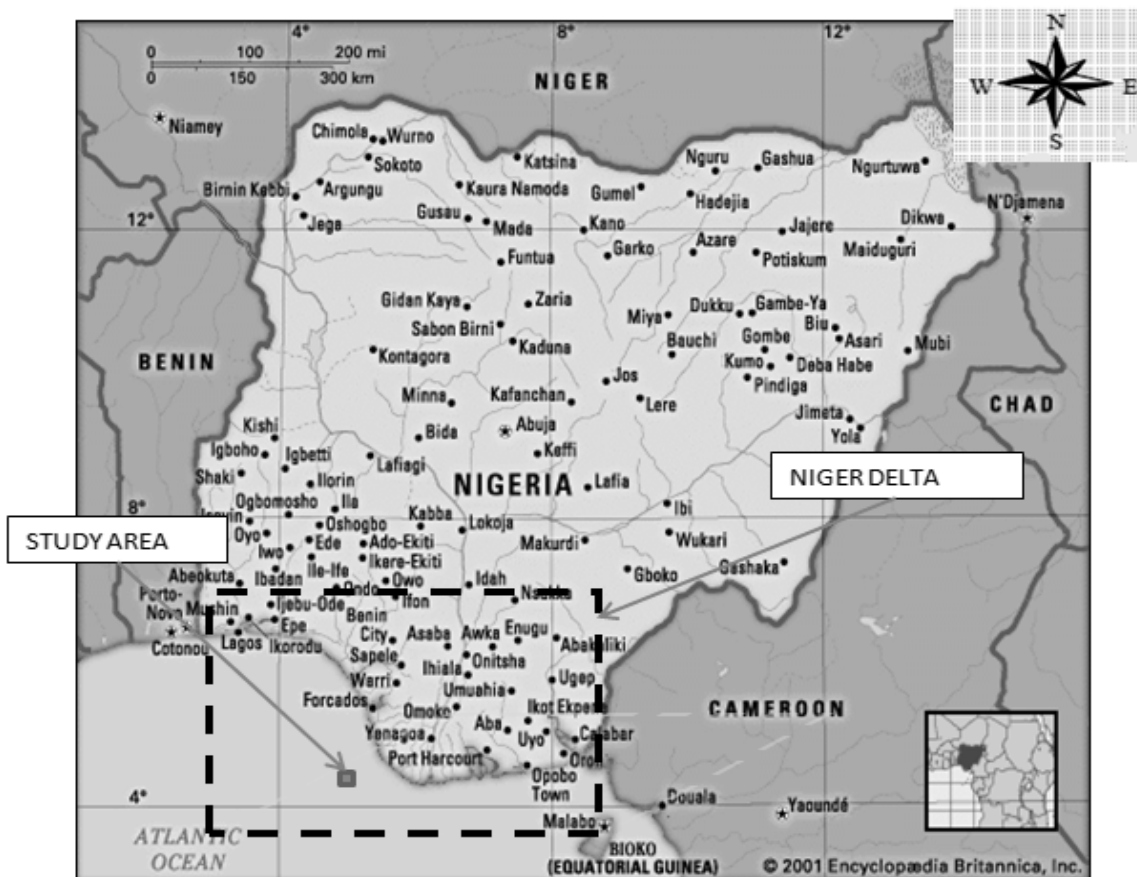 4°
8°
12°
N
W
E
S
0 100 200 mi
0 150 300 km
NIGER
Niamey
Chimola
Wurno
Sokoto
Katsina
Nguru
Gashua
Ngurtuwa
Birnin Kebbi
Argungu
Kaura Namoda
Gumel
Hadejia
N'Djamena
12°
Jega
Gusau
Mada
Kano
Jajere
Dikwa
Garko
Azare
Maiduguri
Funtua
Potiskum
Gidan Kaya
Zaria
Dukku
Gambe-Ya
Miya
Sabon Birni
Biu
Gombe
Asari
BENIN
Kaduna
Bauchi
Mubi
Kontagora
Kumo
Deba Habe
Jos
Pindiga
Minna
Kafanchan
Lere
CHAD
Jimeta
Kishi
Bida
Abuja
Yola
Igboho
Igbetti
Lafiagi
Keffi
Shaki
Ilorin
NIGERIA
Lafia
NIGER DELTA
Ogbomosho
Ila
Ibi
8°
Oyo
Oshogbo
Kabba
Lokoja
STUDY AREA
Iwo
Ede
Ado-Ekiti
Makurdi
Wukari
Ile-Ife
Ikere-Ekiti
Gboko
Gashaka
Abeokuta
Ibadan
Owo
Idah
Ondo
Nsukka
Porto-
Novo
Mushin
Ijebu-Ode
Ifon
Epe
Benin
City
Asaba
Awka
Enugu
Abakaliki
Cotonou
Lagos
Ikorodu
Sapele
Onitsha
Ihiala
Warri
Umuahia
Ugep
Forcados
Omoke
Ikot Ekpene
CAMEROON
Yenagoa
Aba
Uyo
Calabar
Port Harcourt
Oron
Opobo
Town
Douala
Yaoundé
4°
Malabo
ATLANTIC
OCEAN
BIOKO
(EQUATORIAL GUINEA)
© 2001 Encyclopædia Britannica, Inc.